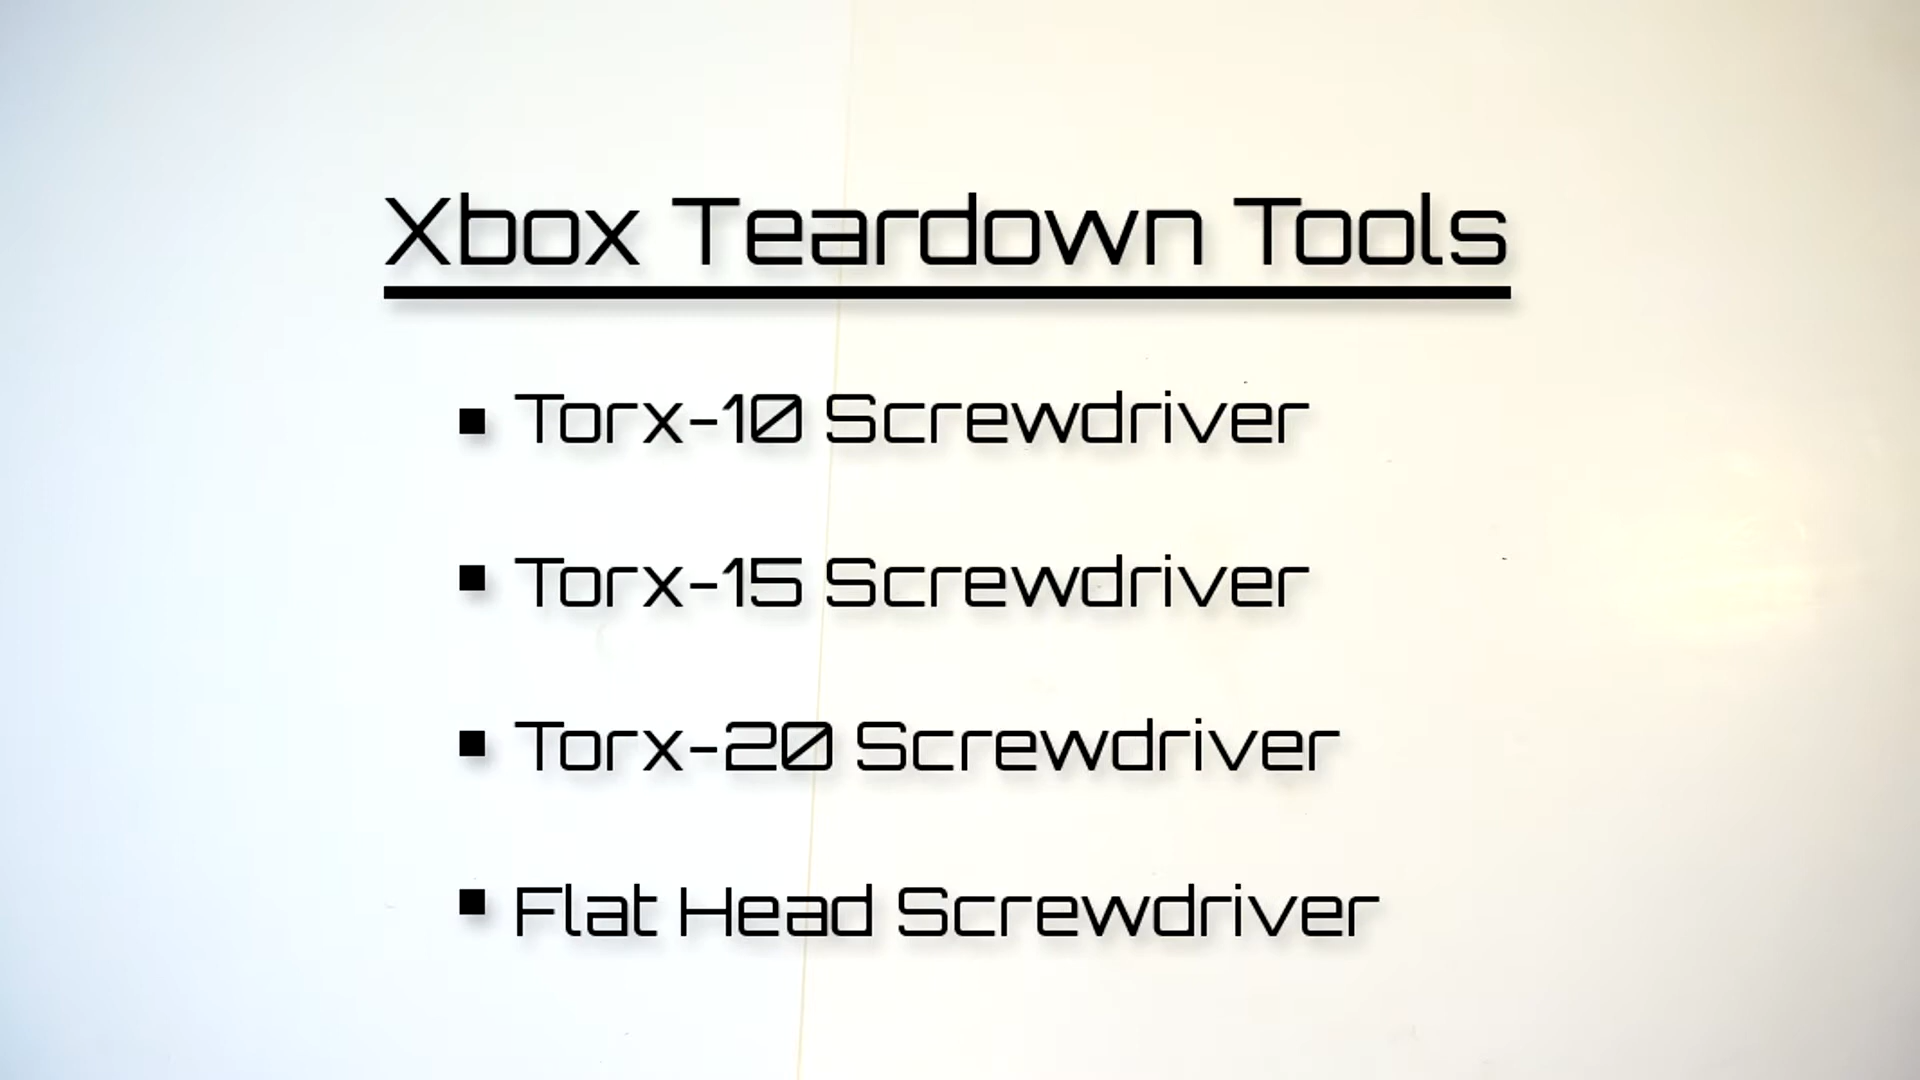 Xbox Teardown Tools
▪ Torx-10 Screwdriver
▪ Torx-15 Screwdriver
▪ Torx-20 Screwdriver
▪ Flat Head Screwdriver